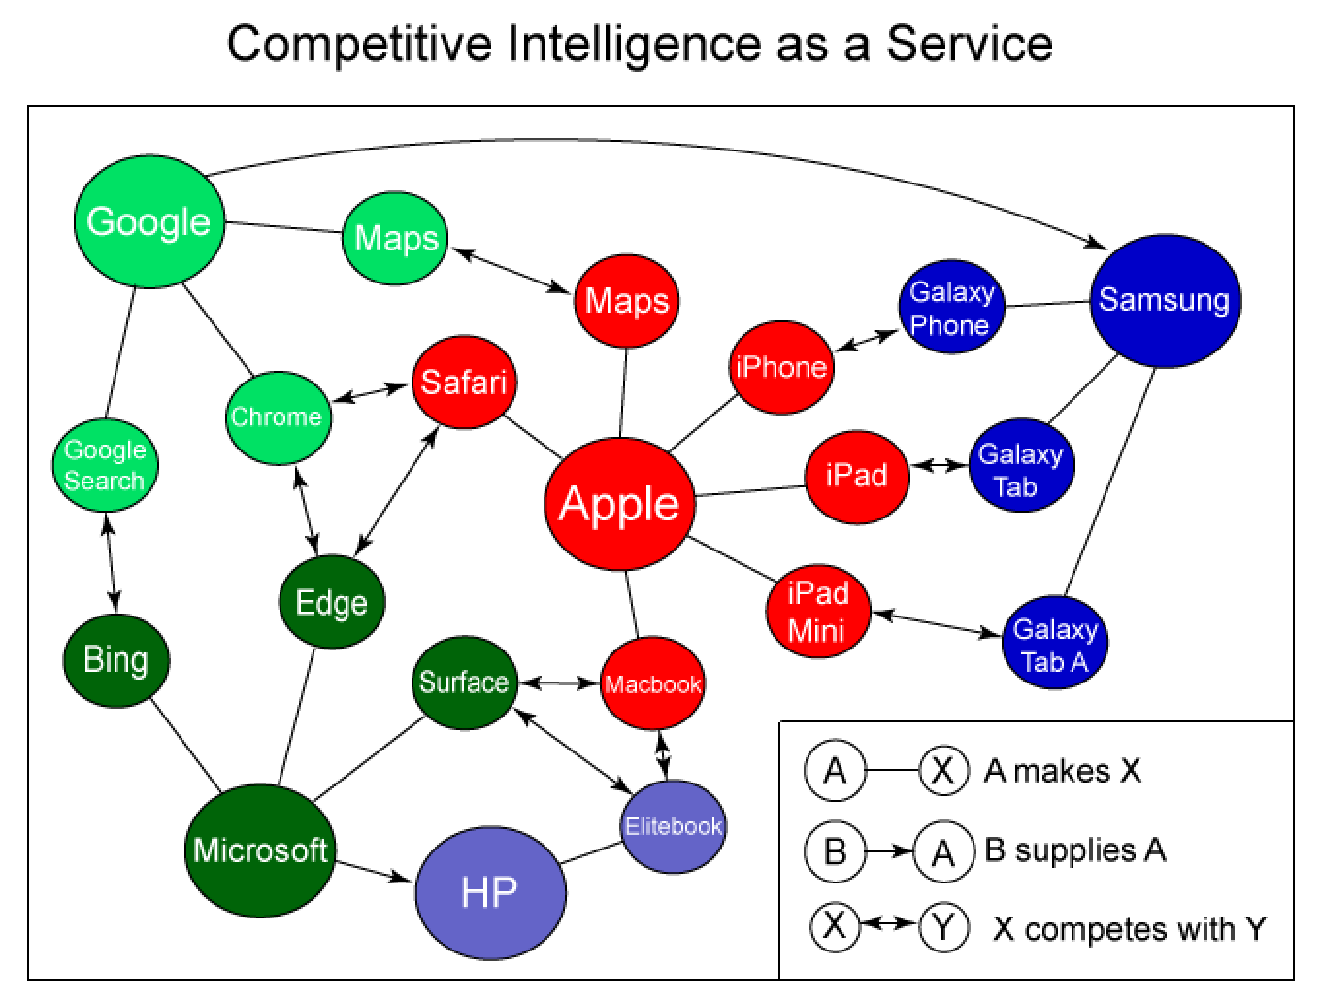 Competitive Intelligence as a Service
Google
Maps
Maps
Galaxy
Phone
Samsung
iPhone
Safari
Chrome
Google
Search
Apple
iPad
Galaxy
Tab
Edge
iPad
Mini
Galaxy
Tab A
Bing
Surface
Macbook
Microsoft
HP
Elitebook
A X A makes X
B A B supplies A
X Y X competes with Y